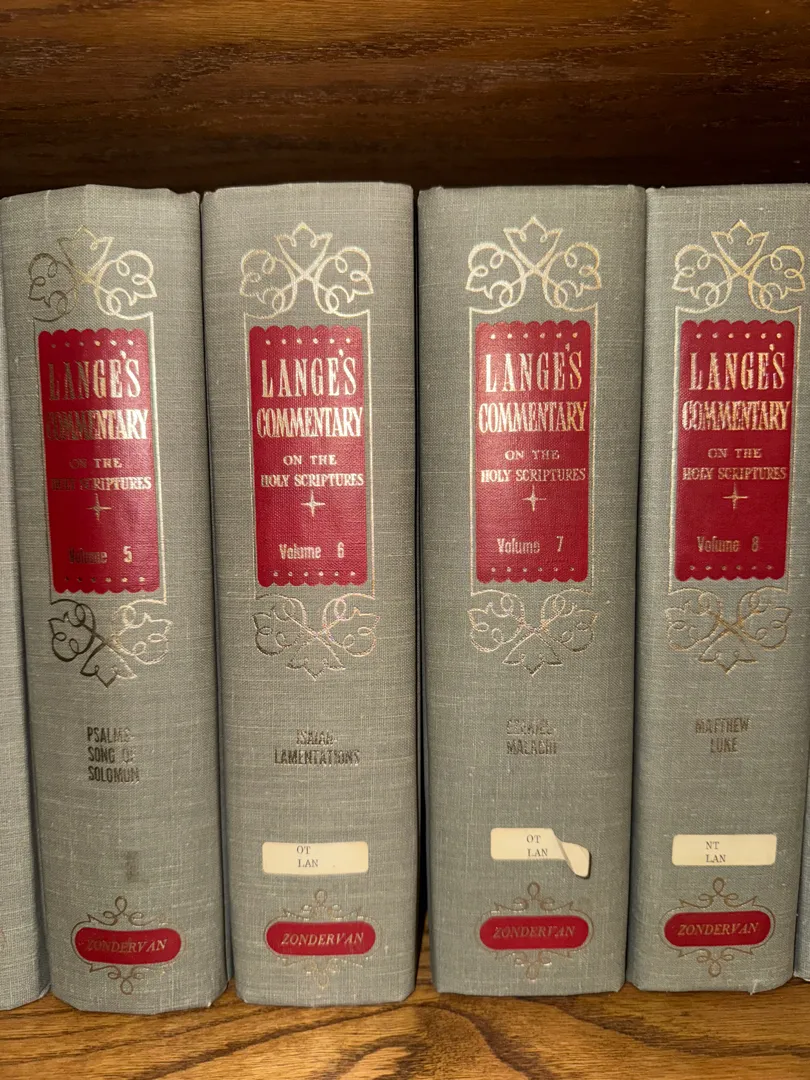 LANGE'S
COMMENTARY
ON THE
HOLY SCRIPTURES
Volume 5
PSALMS-
SONG OF
SOLOMON
ZONDERVAN
LANGE'S
COMMENTARY
ON THE
HOLY SCRIPTURES
Volume 6
ISAIAH-
LAMENTATIONS
OT
LAN
ZONDERVAN
LANGE'S
COMMENTARY
ON THE
HOLY SCRIPTURES
Volume 7
EZEKIEL-
MALACHI
OT
LAN
ZONDERVAN
LANGE'S
COMMENTARY
ON THE
HOLY SCRIPTURES
Volume 8
MATTHEW
LUKE
NT
LAN
ZONDERVAN